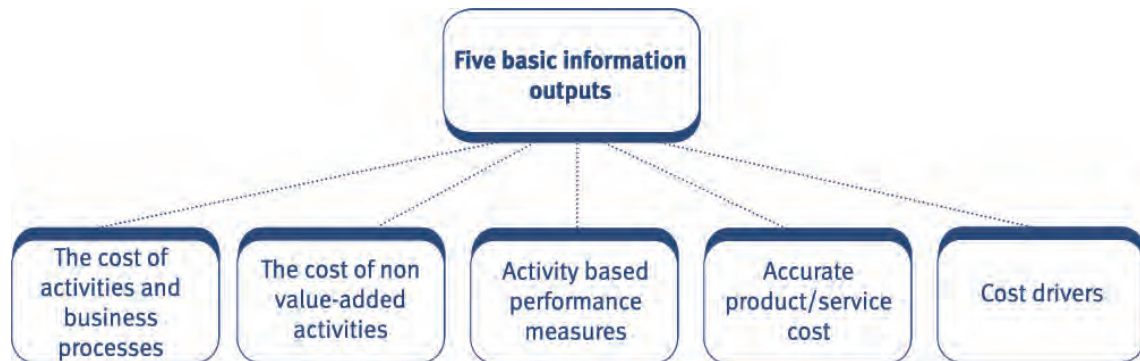 Five basic information
outputs
The cost of
activities and
business
processes
The cost of non
value-added
activities
Activity based
performance
measures
Accurate
product/service
cost
Cost drivers